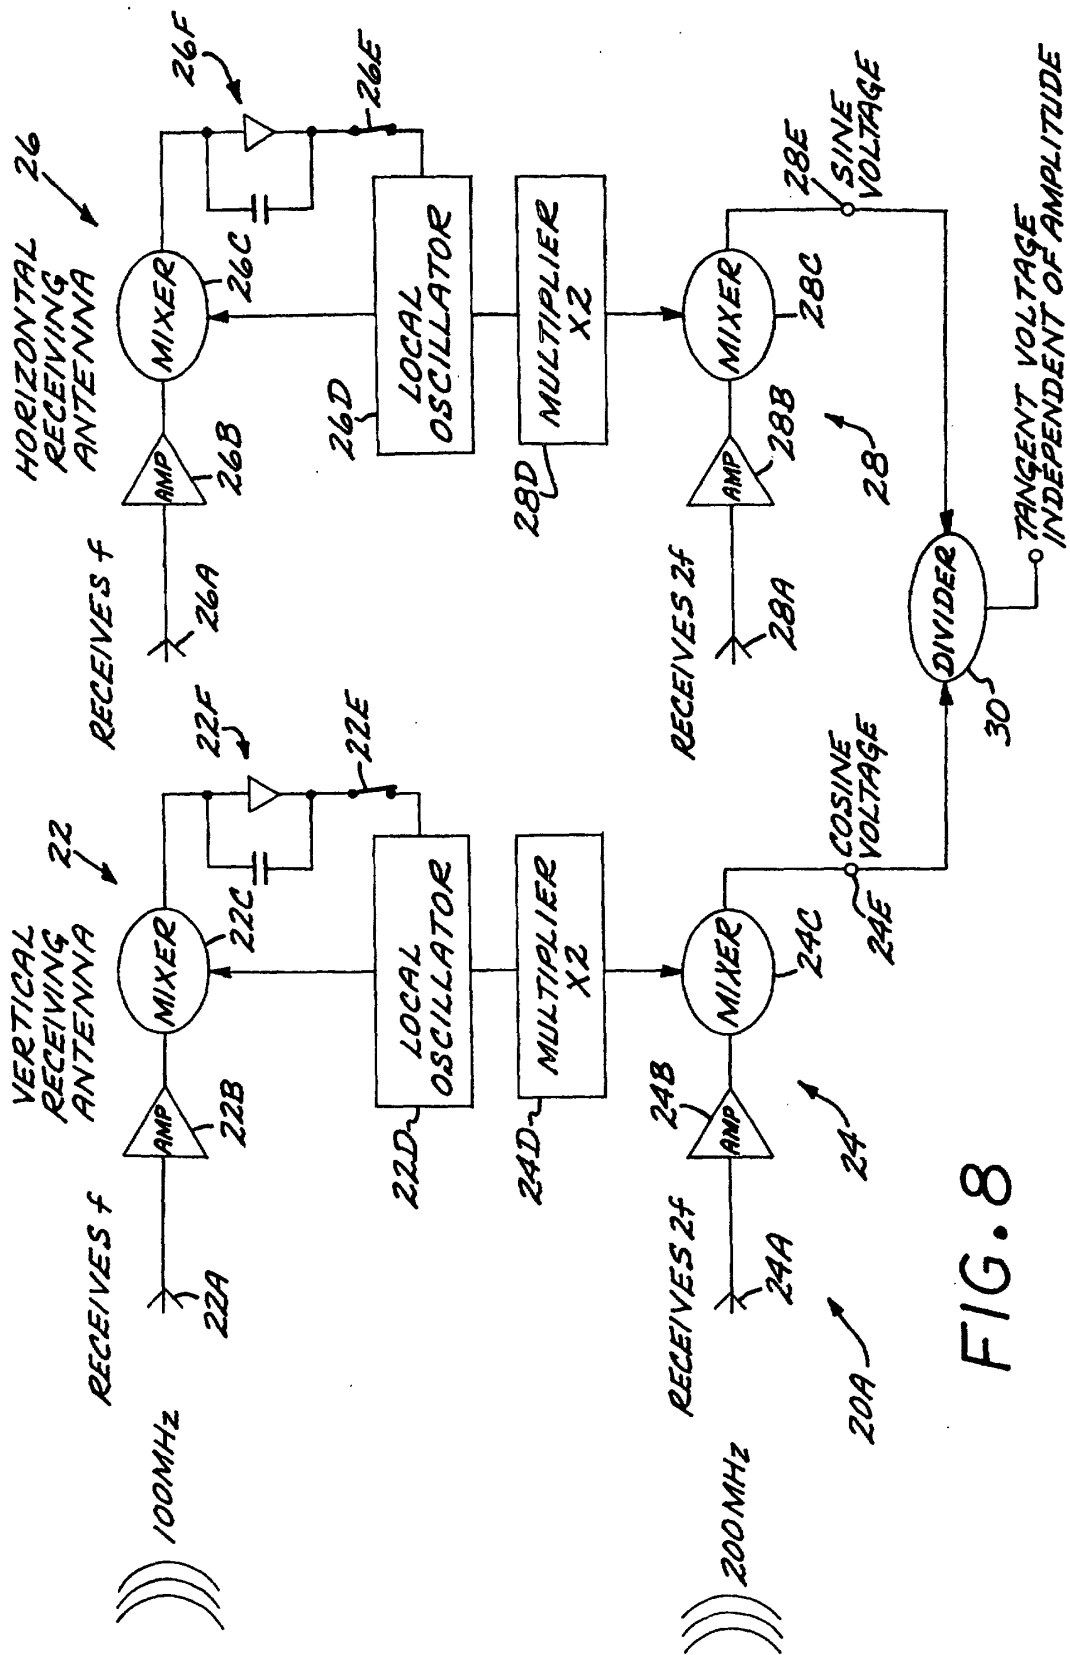 VERTICAL
RECEIVING
ANTENNA
22
HORIZONTAL
RECEIVING
ANTENNA
26
100MHz
RECEIVES f
22A
AMP
22B
MIXER
22C
22F
22E
LOCAL
OSCILLATOR
22D
MULTIPLIER
X2
24D
RECEIVES f
26A
AMP
26B
MIXER
26C
26F
26E
LOCAL
OSCILLATOR
26D
MULTIPLIER
X2
28D
200MHz
RECEIVES 2f
24A
AMP
24B
MIXER
24C
24
COSINE
VOLTAGE
24E
RECEIVES 2f
28A
AMP
28B
MIXER
28C
28
28E
SINE
VOLTAGE
DIVIDER
30
TANGENT VOLTAGE
INDEPENDENT OF AMPLITUDE
20A
FIG. 8